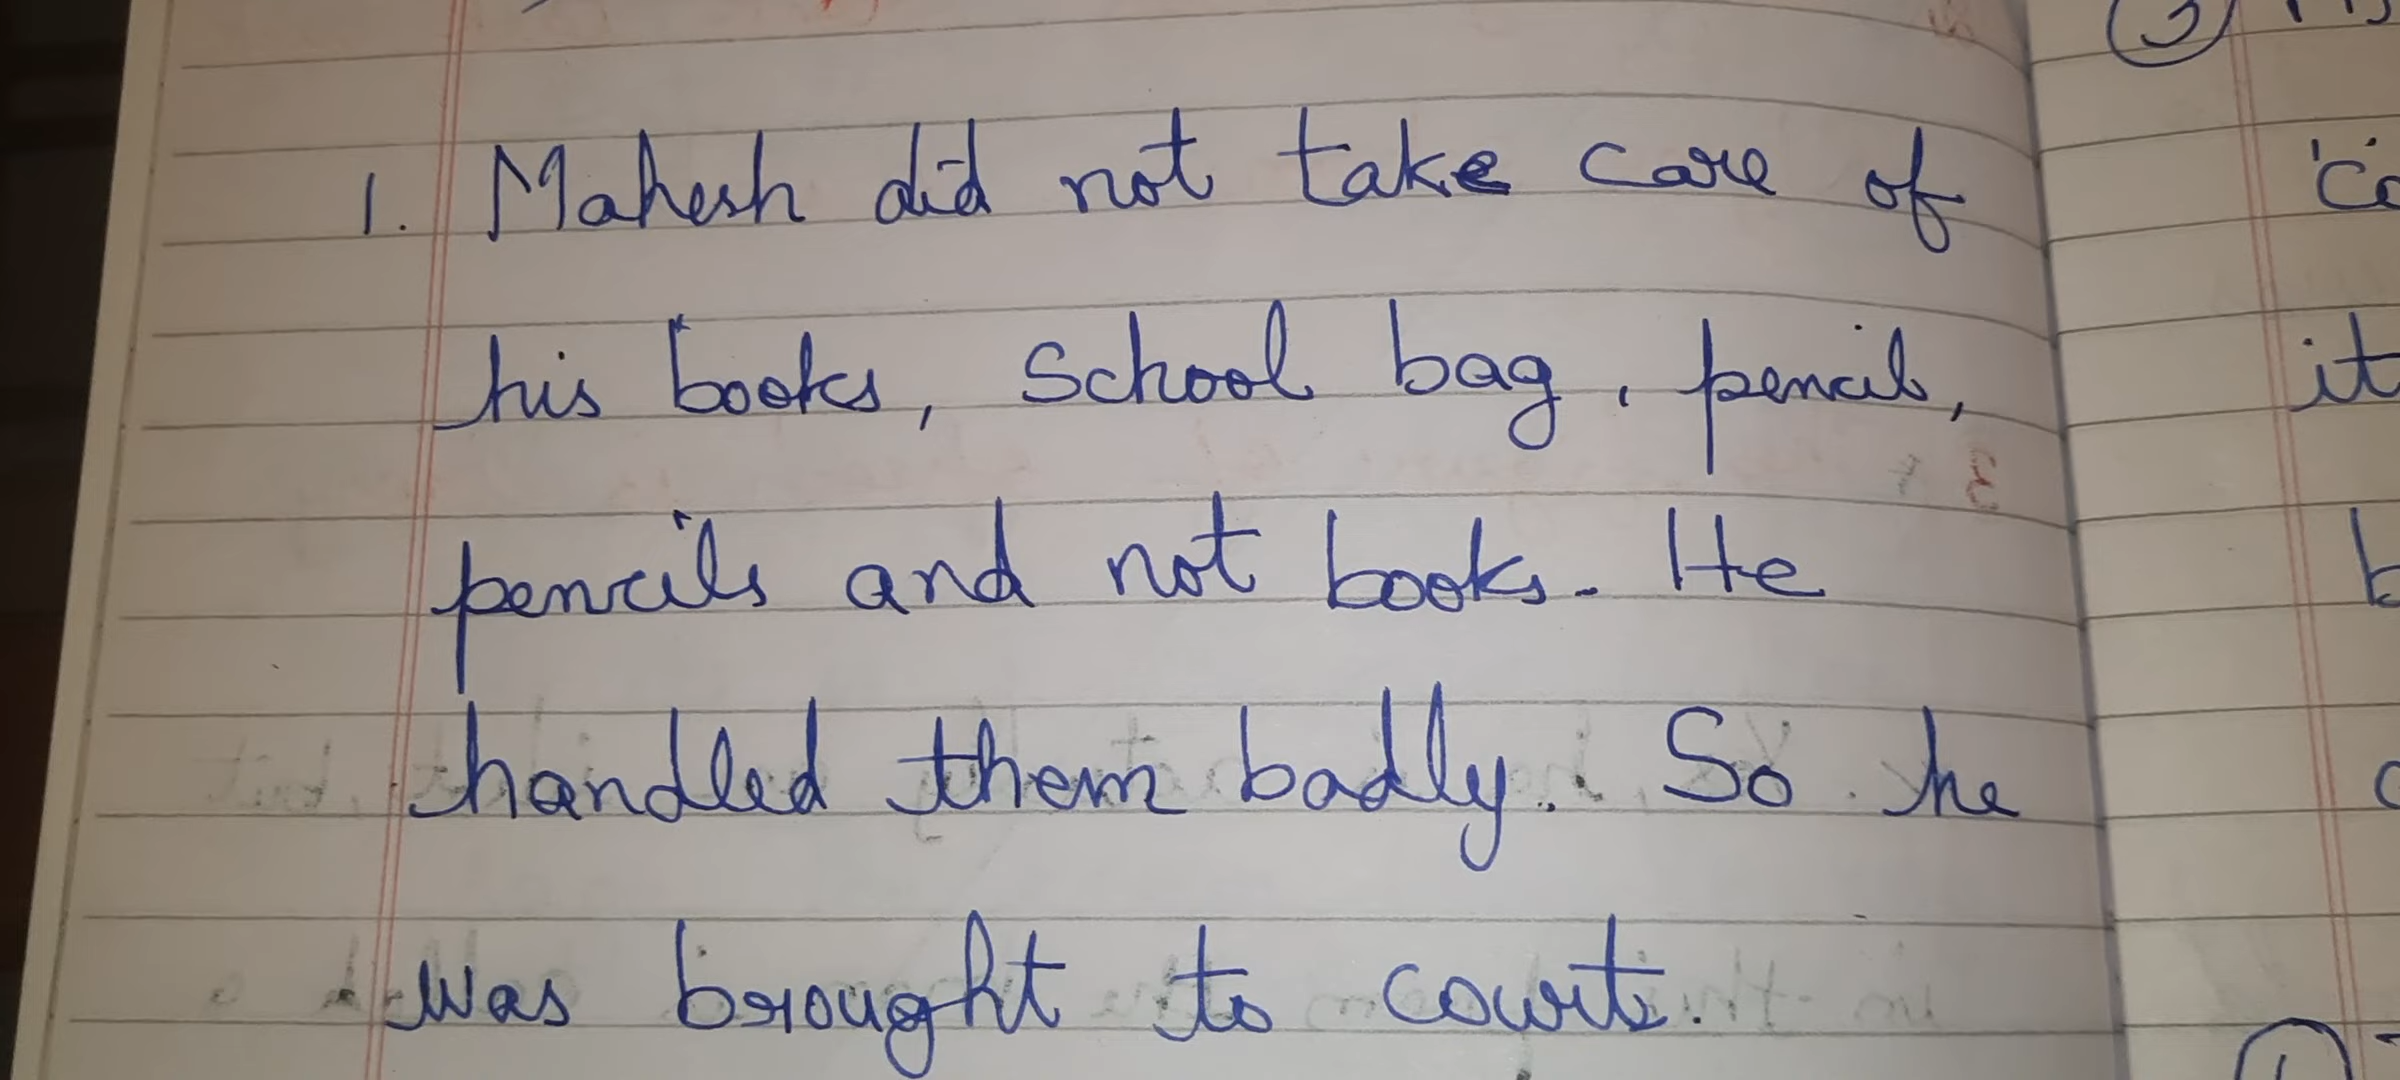 1. Mahesh did not take care of
his books, School bag, pencil,
pencils and not books. He
handled them badly. So he
was brought to court.
it